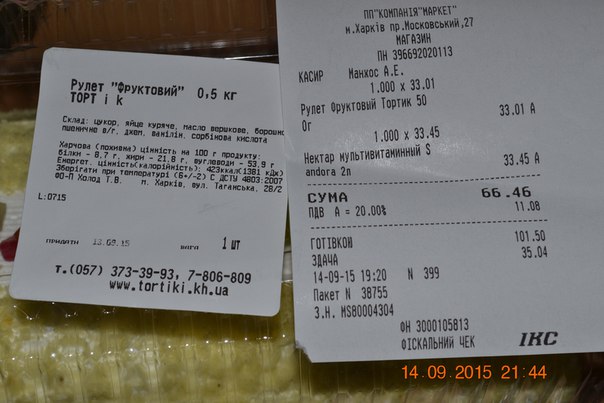 Рулет "Фруктовий" 0,5 кг
ТОРТ i k
Склад: цукор, яйце куряче, масло вершкове, борошно
пшеничне в/г, джем, ванілін, сорбінова кислота
Харчова (поживна) цінність на 100 г продукту:
білки - 8,7 г, жири - 21,8 г, вуглеводи - 53,9 г
Енергет. цінність(калорійність): 423ккал(1381 кДж)
Зберігати при температурі (6+/-2) С ДСТУ 4803:2007
ФО-П Холод Т.В. м. Харків, вул. Таганська, 28/2
L:0715
ПРИДАТИ 13.09.15 ВАГА 1 шт
т.(057) 373-39-93, 7-806-809
www.tortiki.kh.ua
ПП"КОМПАНІЯ"МАРКЕТ"
м.Харків пр.Московський,27
МАГАЗИН
ПН 396692020113
КАСИР Манхос А.Е.
1.000 x 33.01
Рулет Фруктовый Тортик 50
0г 33.01 А
1.000 x 33.45
Нектар мультивитаминный S
andora 2л 33.45 А
СУМА 66.46
ПДВ А = 20.00% 11.08
ГОТІВКОЮ 101.50
ЗДАЧА 35.04
14-09-15 19:20 N 399
Пакет N 38755
З.Н. MS80004304
ФН 3000105813
ФІСКАЛЬНИЙ ЧЕК ІКС
14.09.2015 21:44